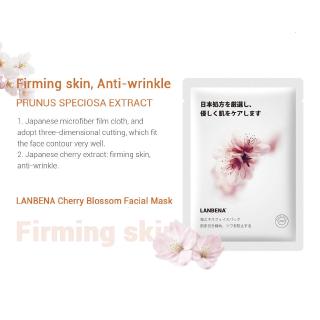 Firming skin, Anti-wrinkle
PRUNUS SPECIOSA EXTRACT
1. Japanese microfiber film cloth, and
adopt three-dimensional cutting, which fit
the face contour very well.
2. Japanese cherry extract: firming skin,
anti-wrinkle.
LANBENA Cherry Blossom Facial Mask
Firming skin
日本処方を厳選し、
優しく肌をケアします
LANBENA